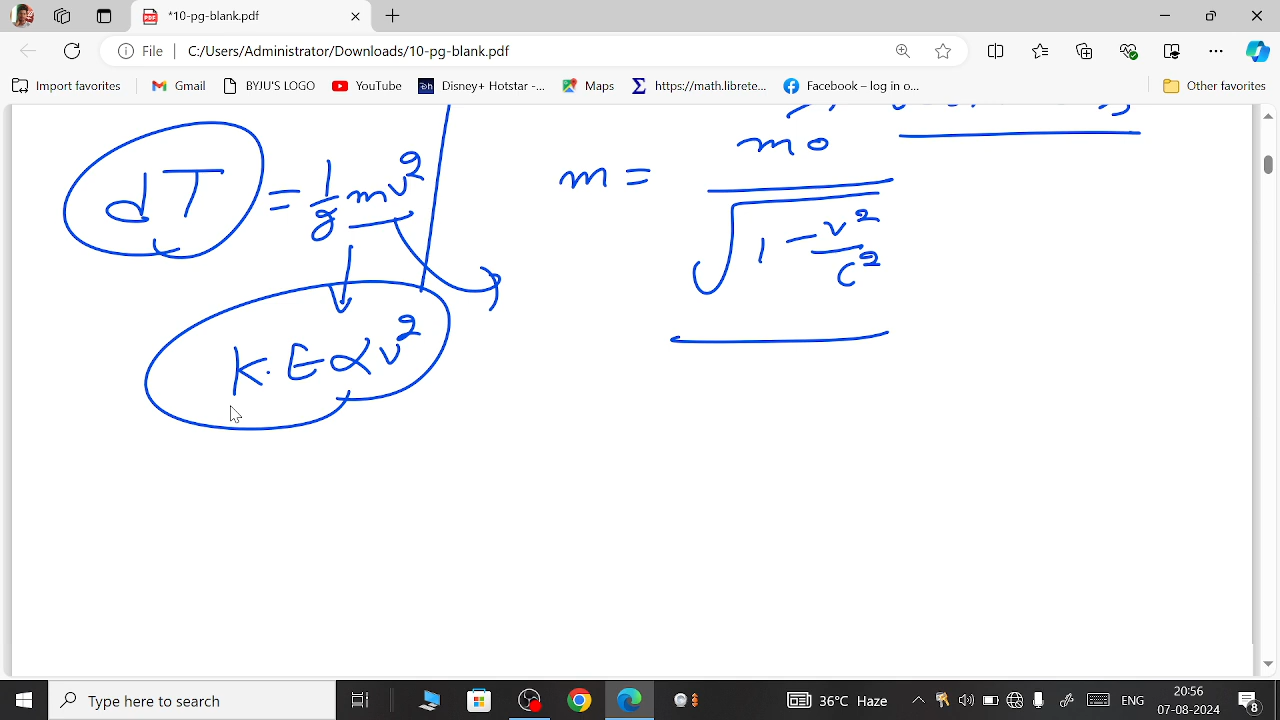 *10-pg-blank.pdf
File | C:/Users/Administrator/Downloads/10-pg-blank.pdf
Import favorites Gmail BYJU'S LOGO YouTube Disney+ Hotstar -... Maps https://math.librete... Facebook – log in o... Other favorites
dT = 1/2 mv²
K.E ∝ v²
m = mo / √(1 – v²/c²)
Type here to search
36°C Haze
ENG
20:56
07-08-2024
8